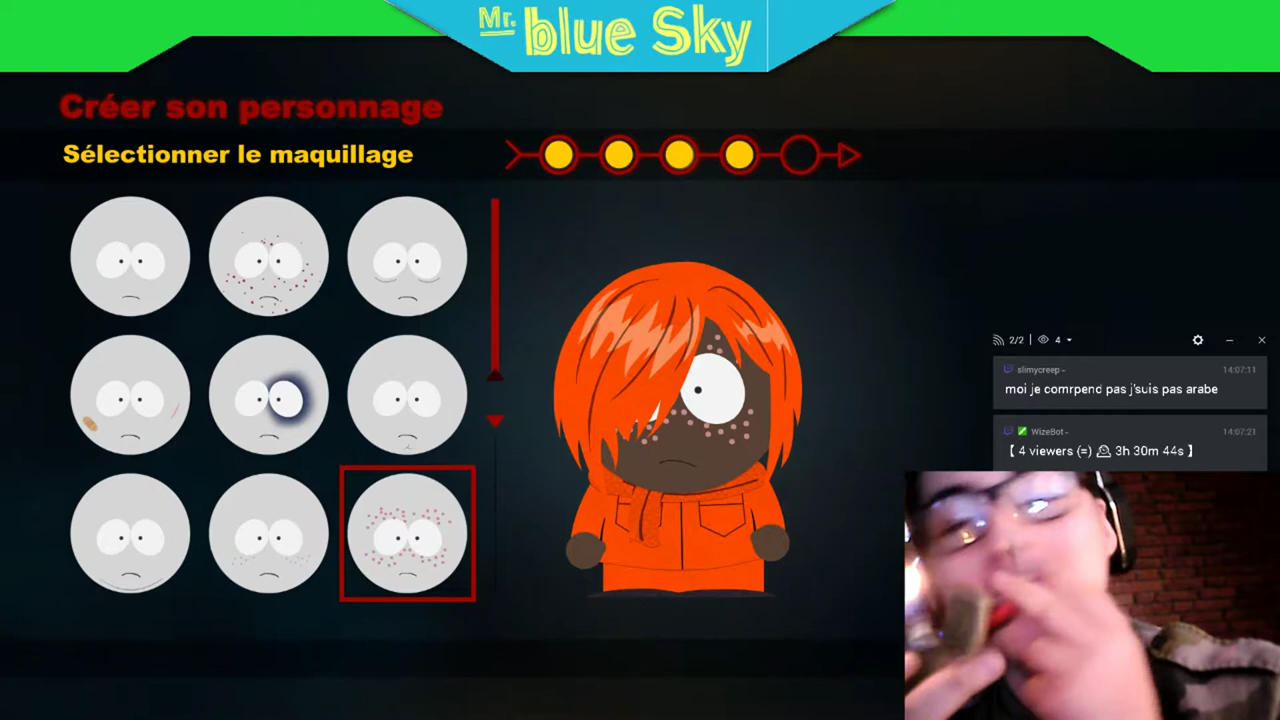 Mr. blue Sky
Créer son personnage
Sélectionner le maquillage
2/2 | 4
slimycreep - 14:07:11
moi je comrpend pas j'suis pas arabe
WizeBot - 14:07:21
【 4 viewers (=) 3h 30m 44s 】